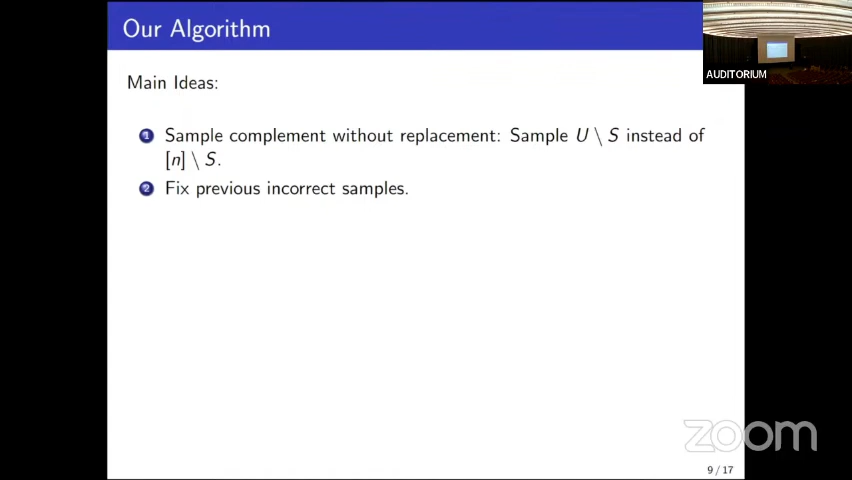 Our Algorithm
AUDITORIUM
Main Ideas:
1 Sample complement without replacement: Sample U \ S instead of
[n] \ S.
2 Fix previous incorrect samples.
zoom
9 / 17